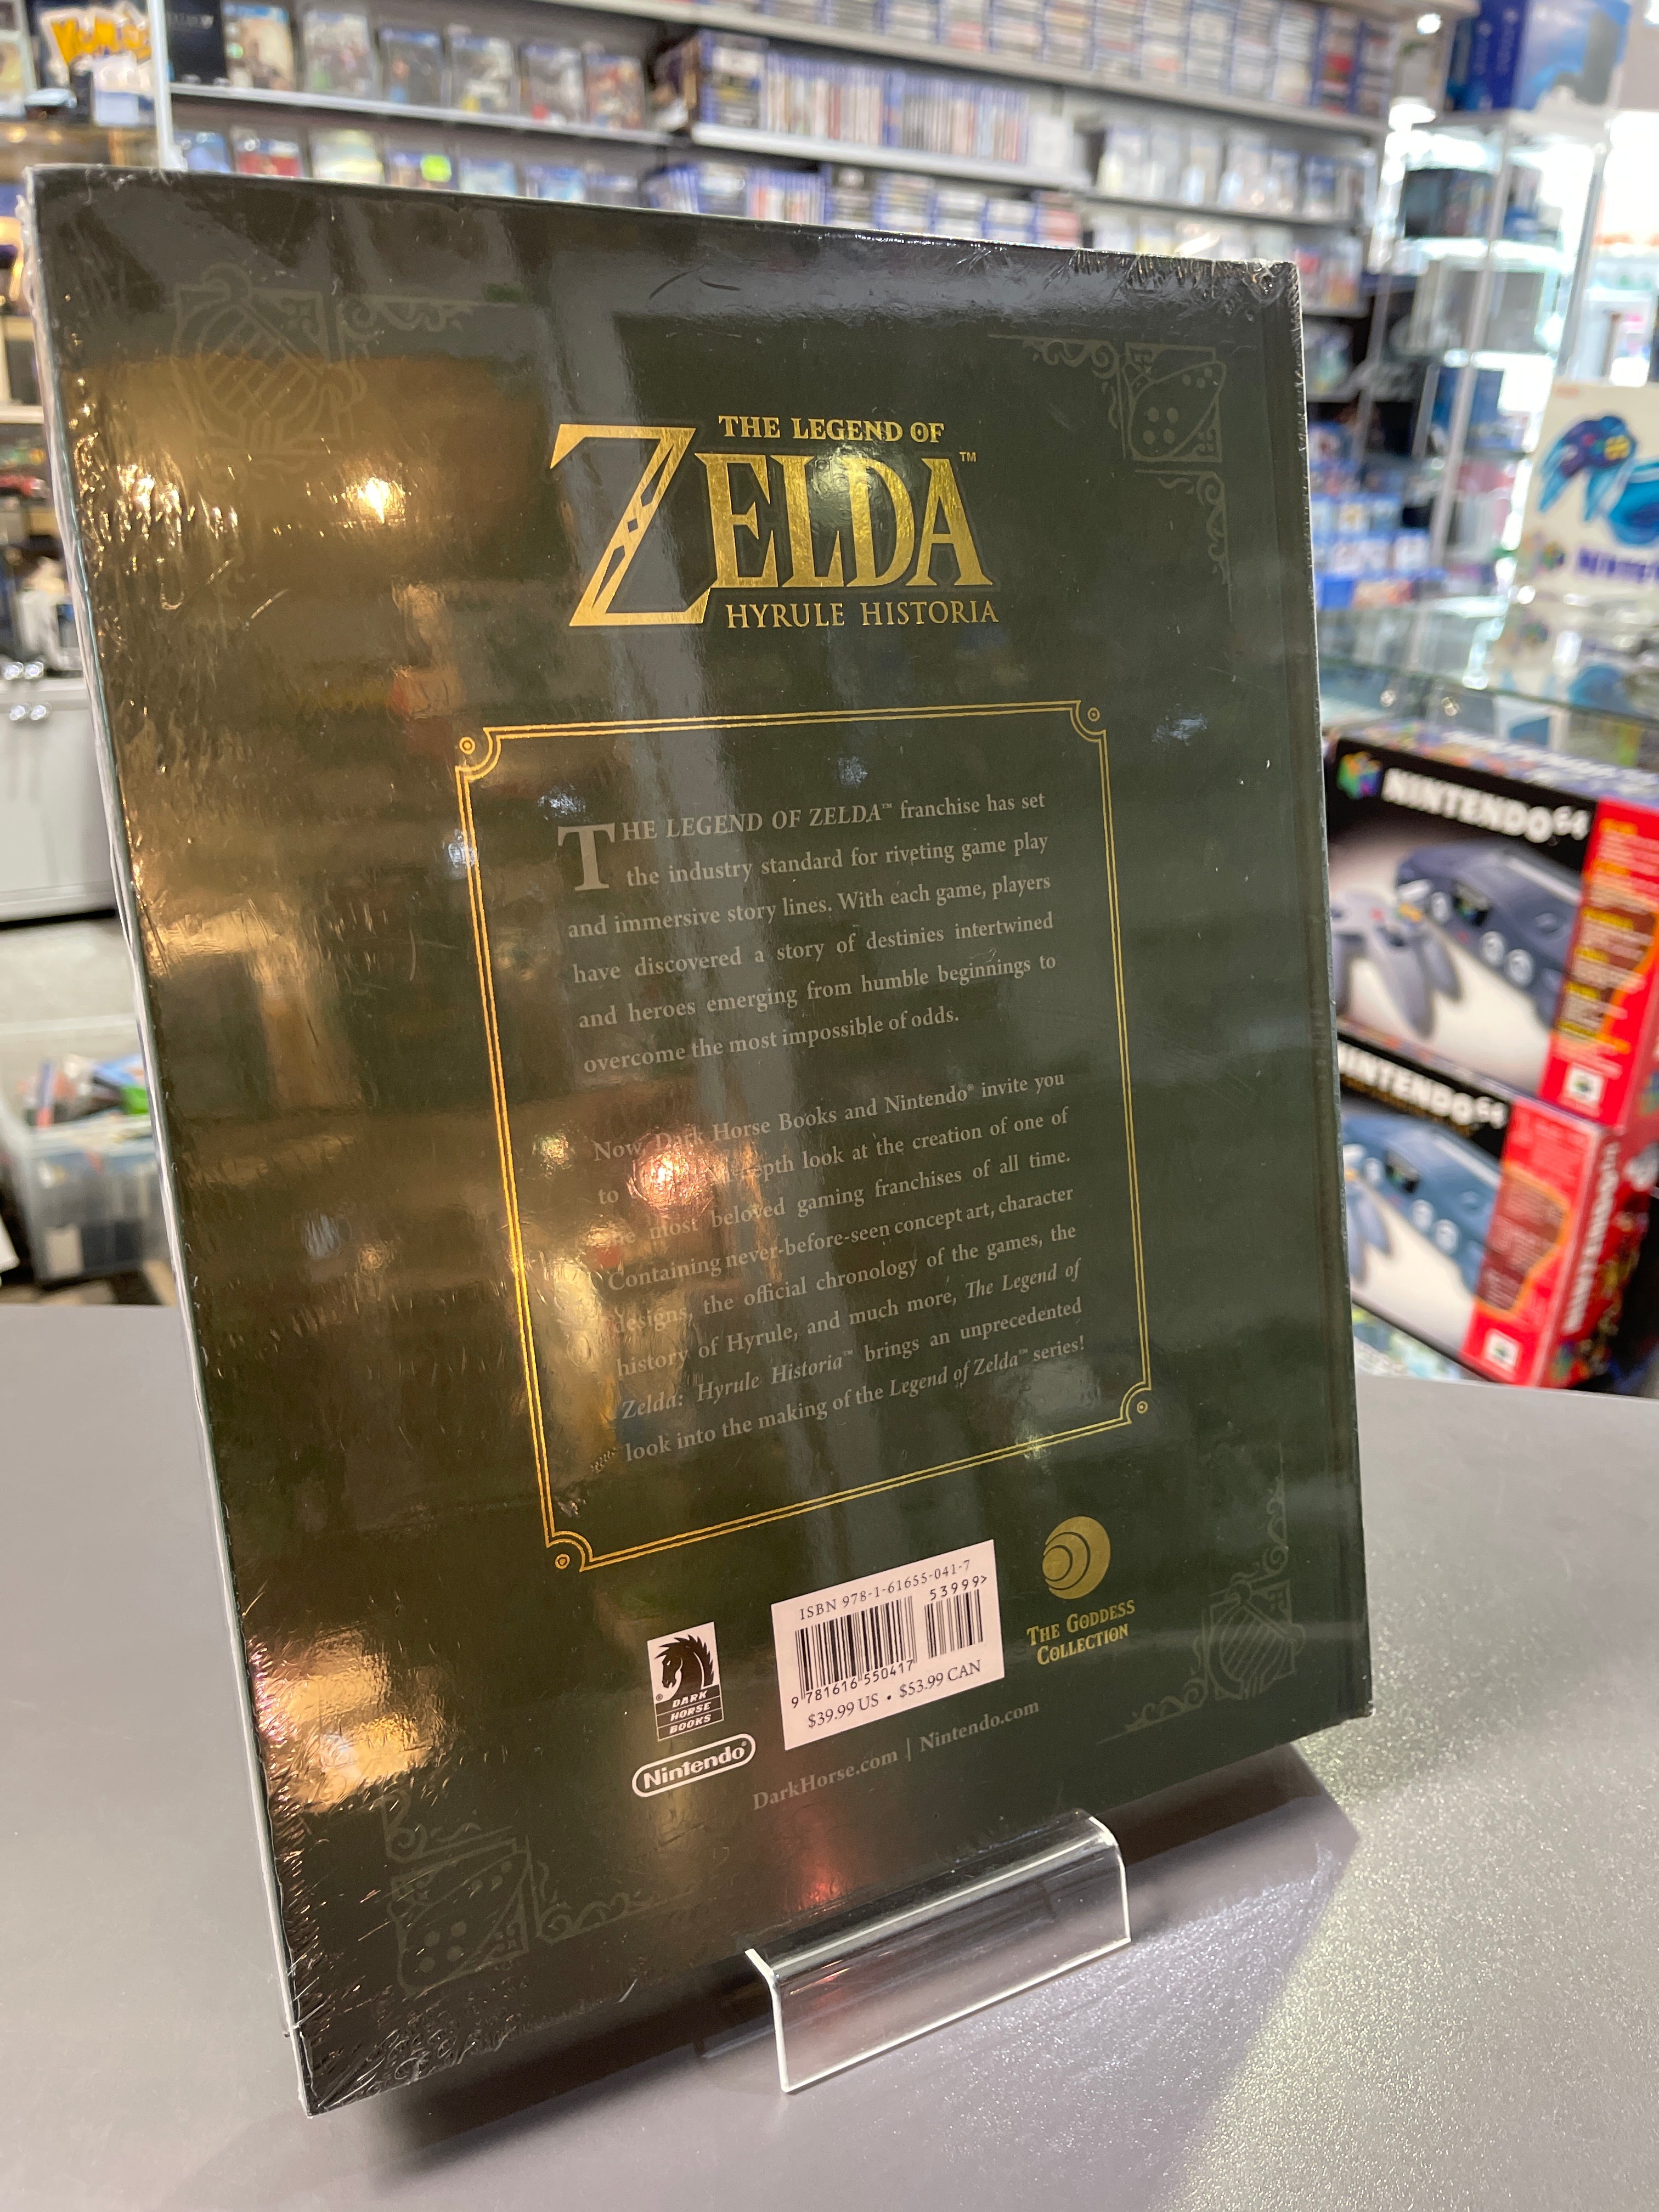 THE LEGEND OF
ZELDA™
HYRULE HISTORIA
THE LEGEND OF ZELDA™ franchise has set
the industry standard for riveting game play
and immersive story lines. With each game, players
have discovered a story of destinies intertwined
and heroes emerging from humble beginnings to
overcome the most impossible of odds.
Now Dark Horse Books and Nintendo® invite you
to depth look at the creation of one of
the most beloved gaming franchises of all time.
Containing never-before-seen concept art, character
designs, the official chronology of the games, the
history of Hyrule, and much more, The Legend of
Zelda: Hyrule Historia™ brings an unprecedented
look into the making of the Legend of Zelda™ series!
ISBN 978-1-61655-041-7
53999>
9 781616 550417
$39.99 US • $53.99 CAN
DARK
HORSE
BOOKS
®
THE GODDESS
COLLECTION
Nintendo®
DarkHorse.com | Nintendo.com
NINTENDO64
NINTENDO64